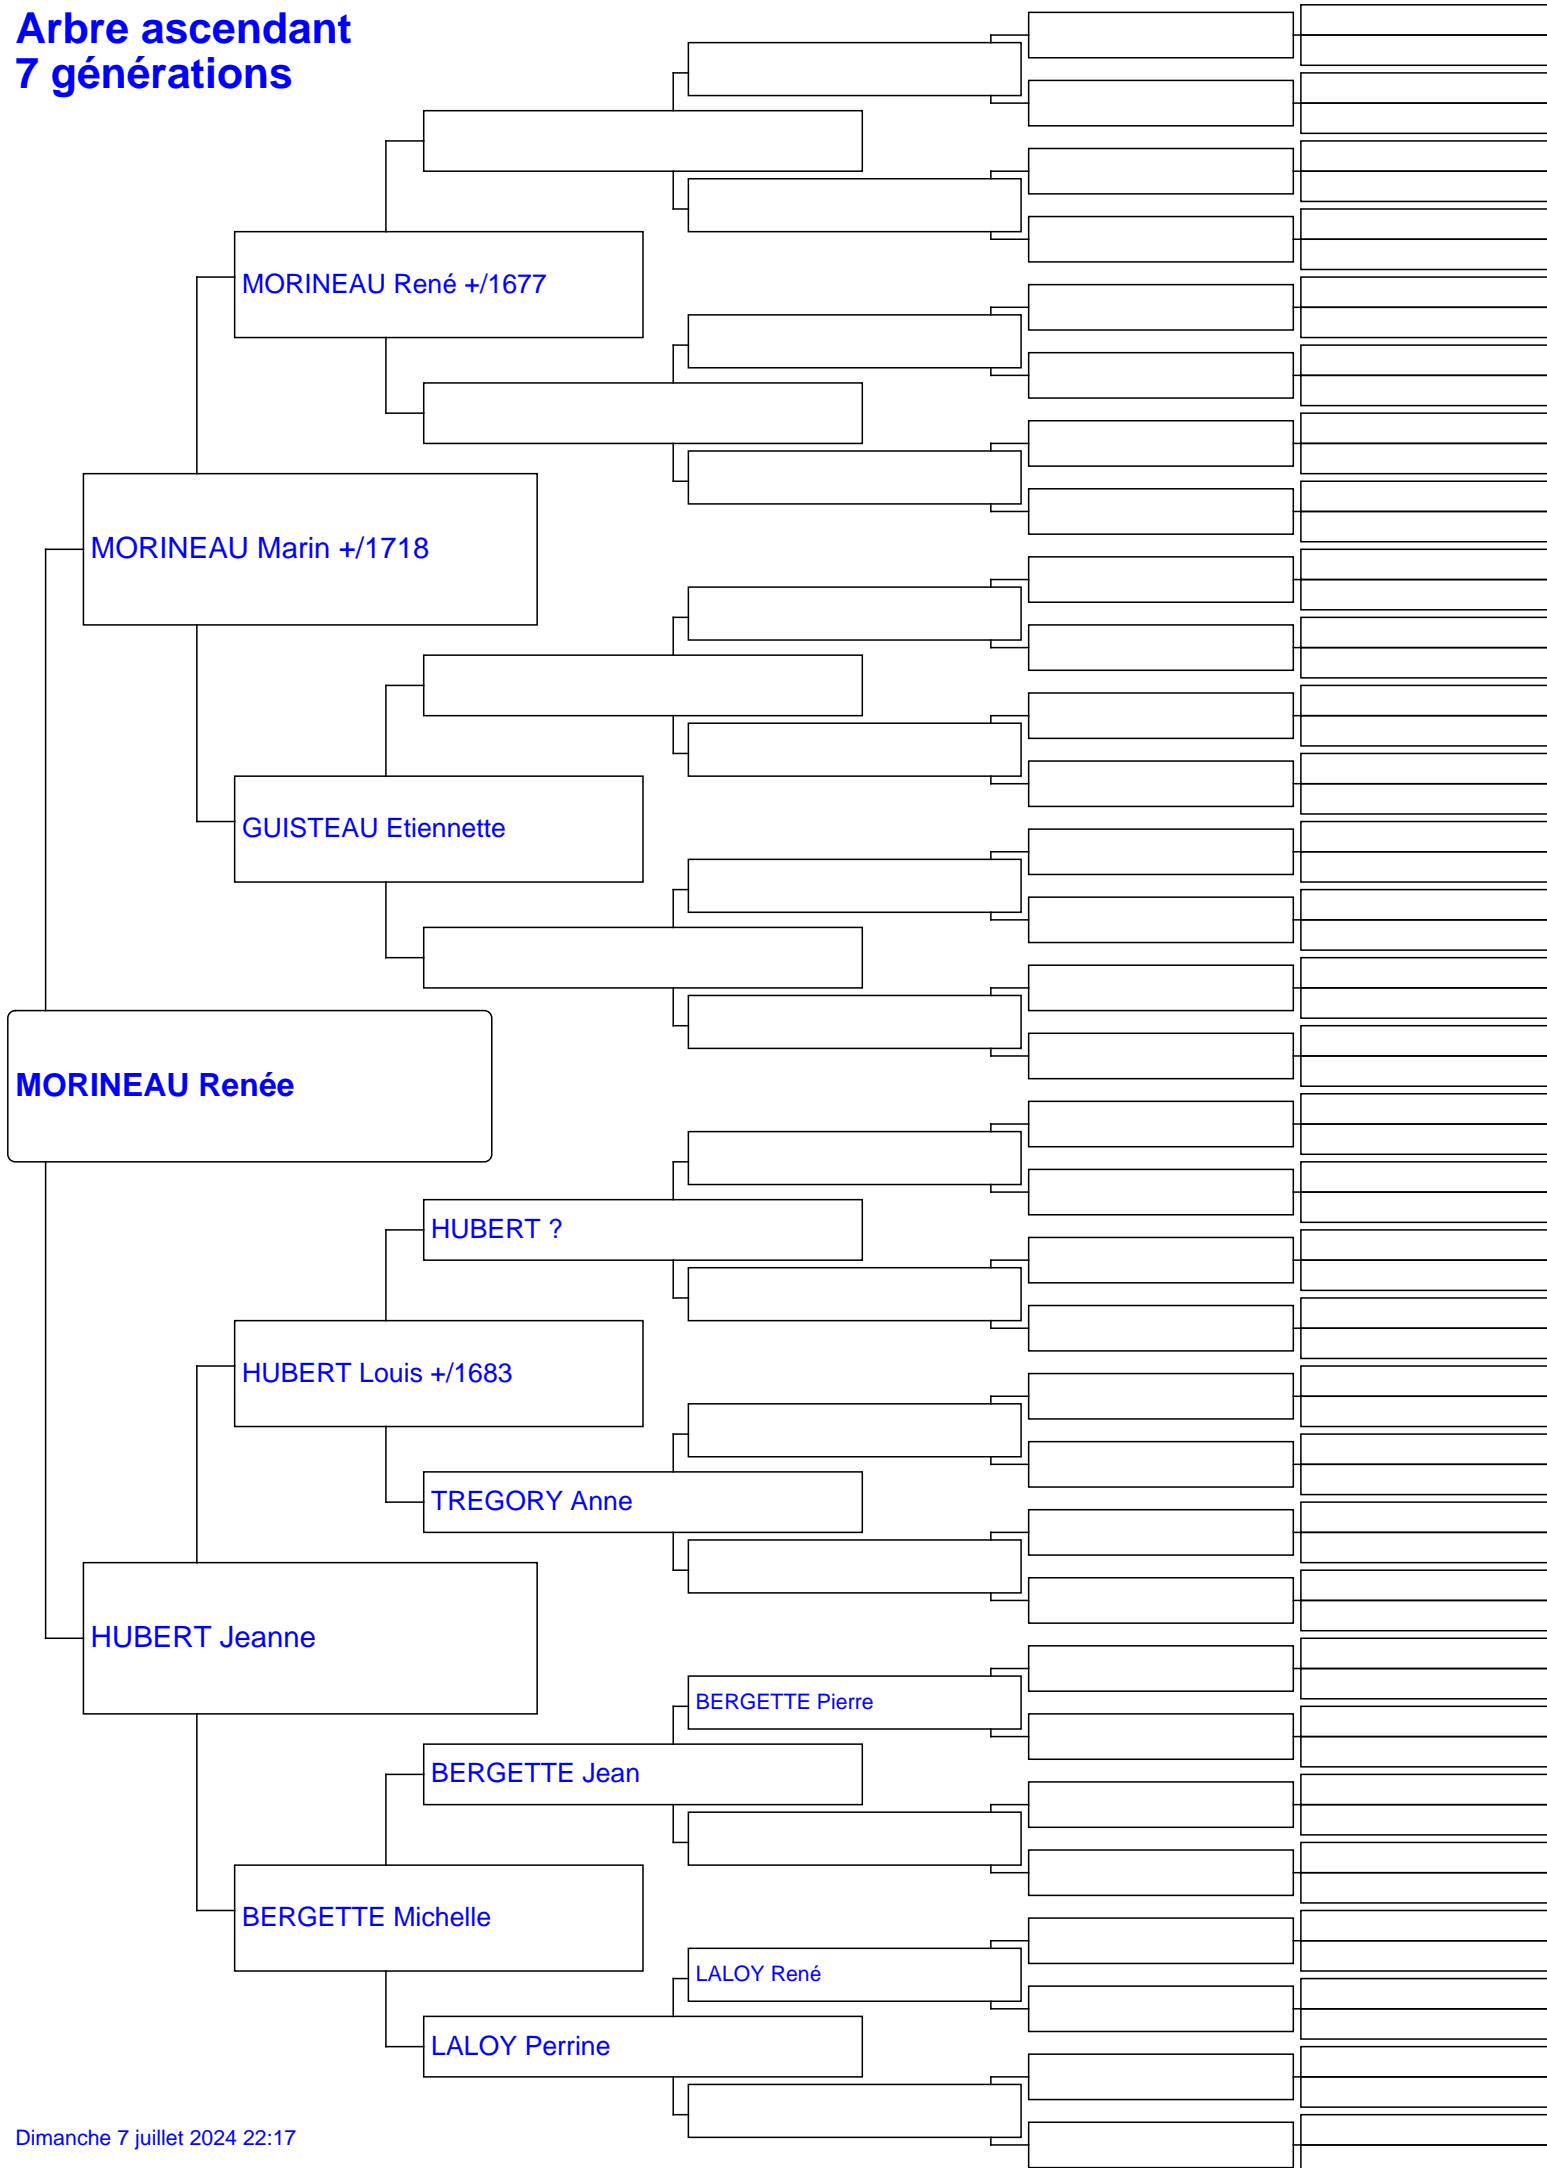 Arbre ascendant
7 générations
MORINEAU René +/1677
MORINEAU Marin +/1718
GUISTEAU Etiennette
MORINEAU Renée
HUBERT ?
HUBERT Louis +/1683
TREGORY Anne
HUBERT Jeanne
BERGETTE Pierre
BERGETTE Jean
BERGETTE Michelle
LALOY René
LALOY Perrine
Dimanche 7 juillet 2024 22:17